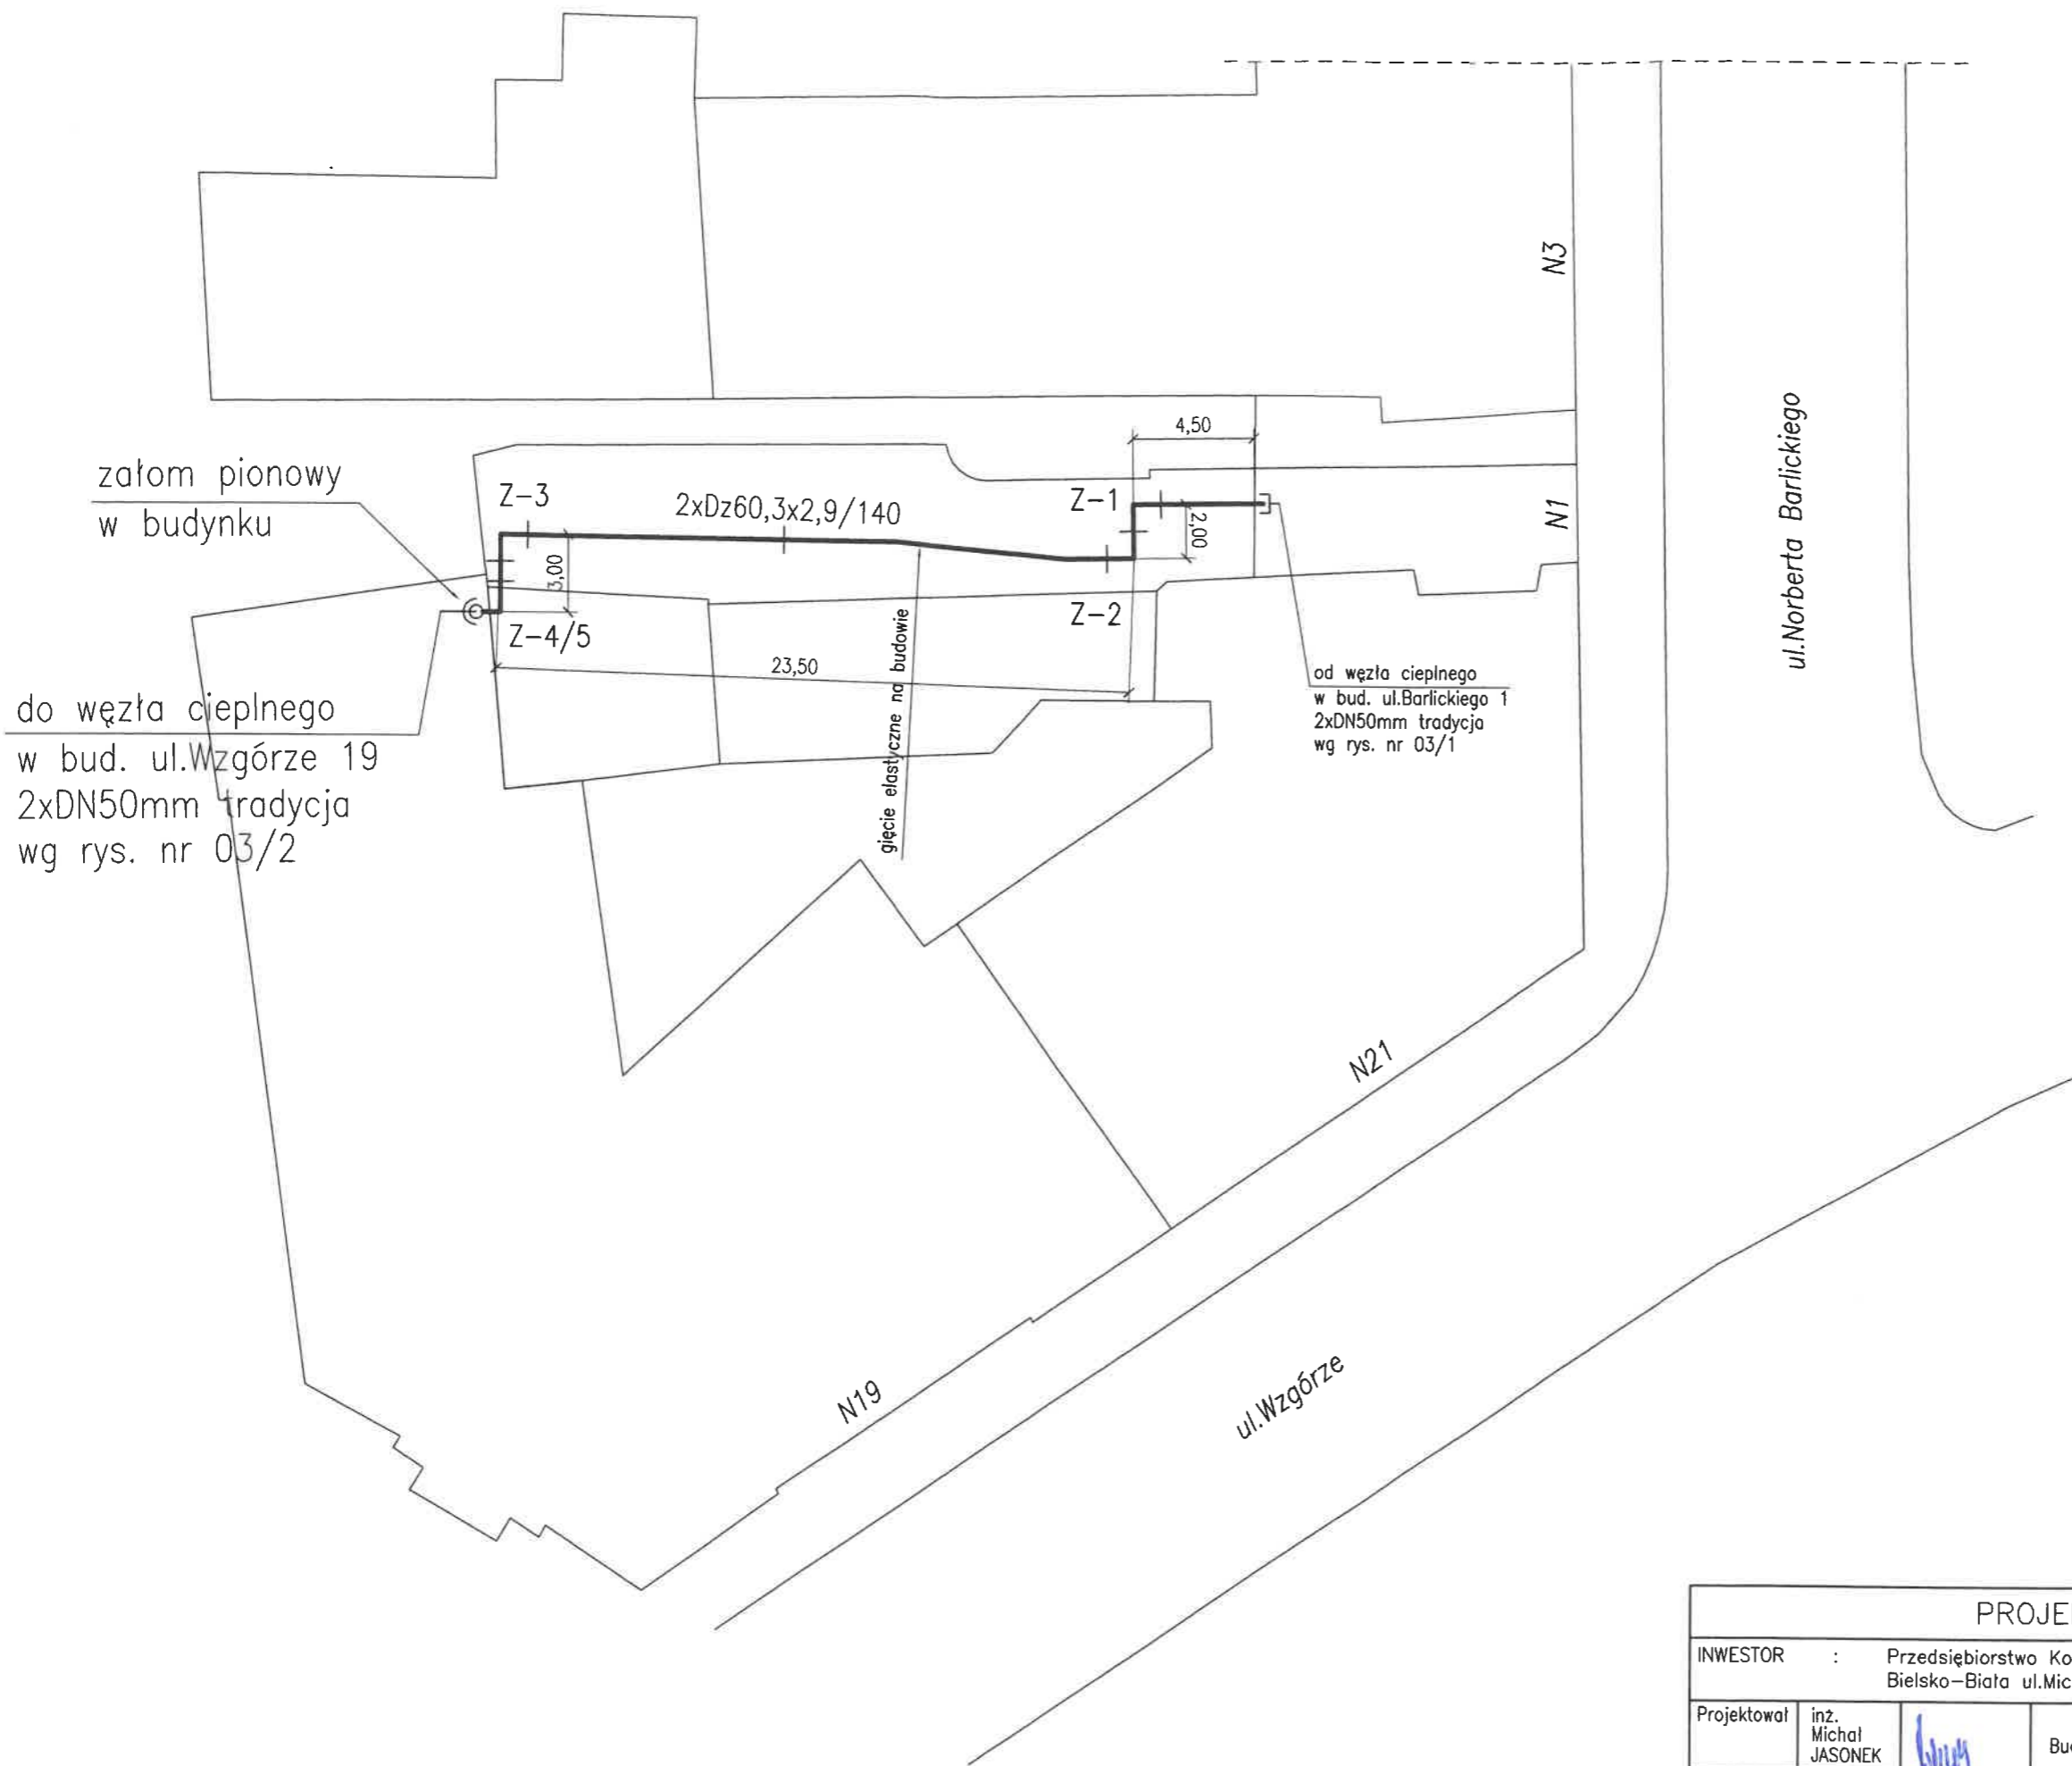 N3
ul.Norberta Barlickiego
4,50
załom pionowy
w budynku
Z-3
2xDz60,3x2,9/140
Z-1
2,00
N1
3,00
Z-4/5
Z-2
23,50
gięcie elastyczne na budowie
od węzła cieplnego
w bud. ul.Barlickiego 1
2xDN50mm tradycja
wg rys. nr 03/1
do węzła cieplnego
w bud. ul.Wzgórze 19
2xDN50mm tradycja
wg rys. nr 03/2
N21
N19
ul.Wzgórze
PROJE
INWESTOR : Przedsiębiorstwo Ko
Bielsko-Biała ul.Mic
Projektował
inż.
Michał
JASONEK